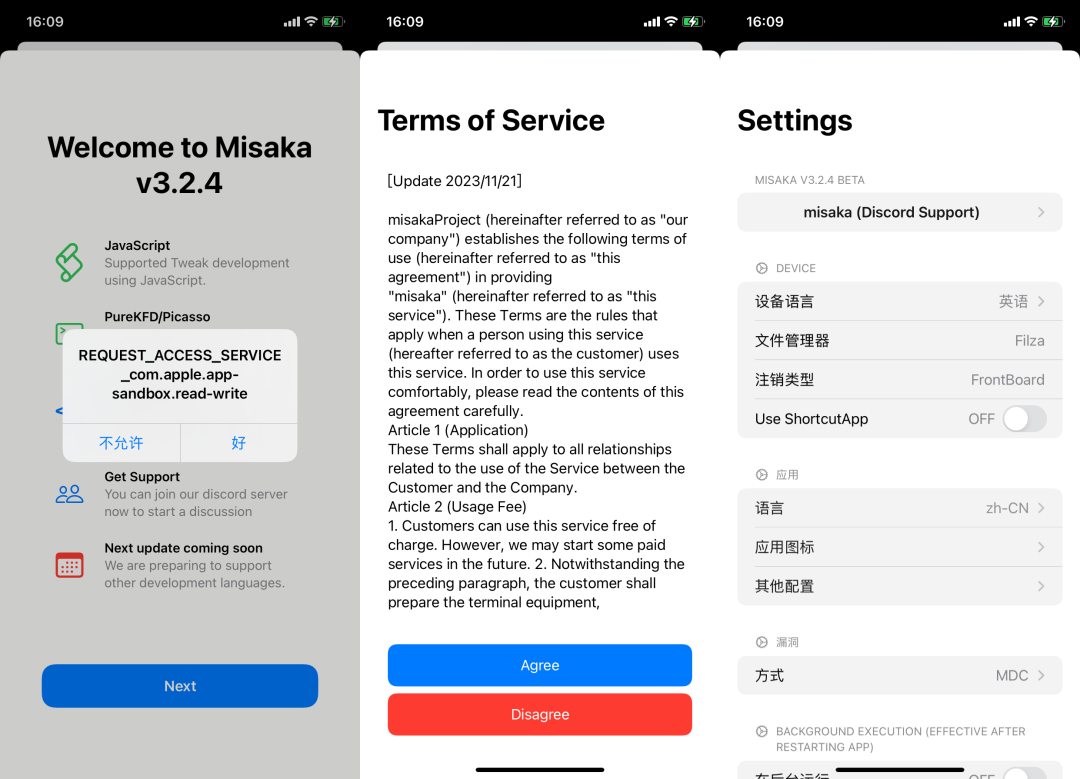 16:09
Welcome to Misaka
v3.2.4
JavaScript
Supported Tweak development
using JavaScript.
PureKFD/Picasso
REQUEST_ACCESS_SERVICE
_com.apple.app-
sandbox.read-write
不允许
好
Get Support
You can join our discord server
now to start a discussion
Next update coming soon
We are preparing to support
other development languages.
Next
16:09
Terms of Service
[Update 2023/11/21]
misakaProject (hereinafter referred to as "our
company") establishes the following terms of
use (hereinafter referred to as "this
agreement") in providing
"misaka" (hereinafter referred to as "this
service"). These Terms are the rules that
apply when a person using this service
(hereafter referred to as the customer) uses
this service. In order to use this service
comfortably, please read the contents of this
agreement carefully.
Article 1 (Application)
These Terms shall apply to all relationships
related to the use of the Service between the
Customer and the Company.
Article 2 (Usage Fee)
1. Customers can use this service free of
charge. However, we may start some paid
services in the future. 2. Notwithstanding the
preceding paragraph, the customer shall
prepare the terminal equipment,
Agree
Disagree
16:09
Settings
MISAKA V3.2.4 BETA
misaka (Discord Support)
DEVICE
设备语言 英语
文件管理器 Filza
注销类型 FrontBoard
Use ShortcutApp OFF
应用
语言 zh-CN
应用图标
其他配置
漏洞
方式 MDC
BACKGROUND EXECUTION (EFFECTIVE AFTER
RESTARTING APP)
在后台运行 OFF